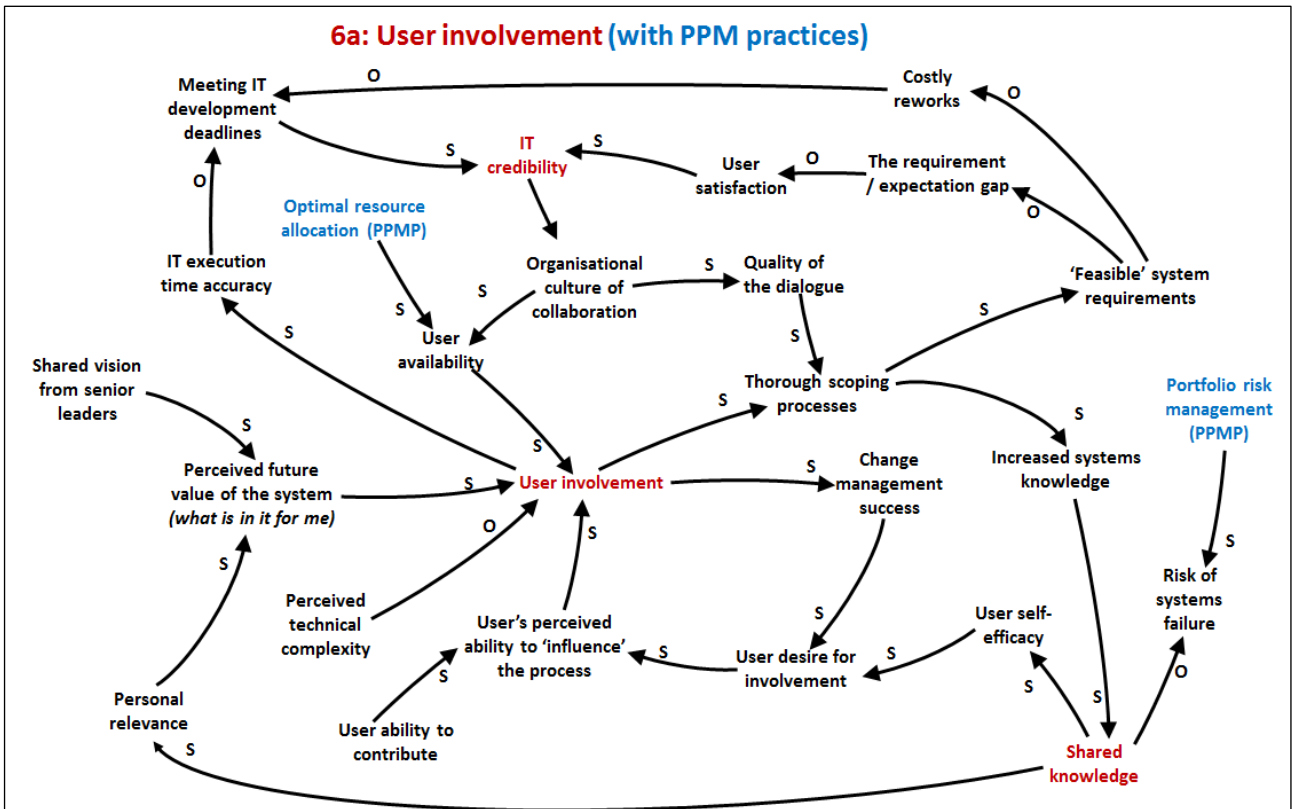 6a: User involvement (with PPM practices)
Meeting IT
development
deadlines
O
Costly
reworks
O
S
IT
credibility
S
User
satisfaction
O
The requirement
/ expectation gap
O
O
Optimal resource
allocation (PPMP)
IT execution
time accuracy
S
S
Organisational
culture of
collaboration
S
Quality of
the dialogue
'Feasible' system
requirements
S
User
availability
S
S
Shared vision
from senior
leaders
S
Thorough scoping
processes
S
S
Portfolio risk
management
(PPMP)
S
Perceived future
value of the system
(what is in it for me)
S
S
User involvement
S
Change
management
success
Increased systems
knowledge
S
O
S
S
Risk of
systems
failure
Perceived
technical
complexity
User's perceived
ability to 'influence'
the process
S
S
User desire for
involvement
S
User self-
efficacy
S
S
O
Personal
relevance
S
User ability to
contribute
S
Shared
knowledge